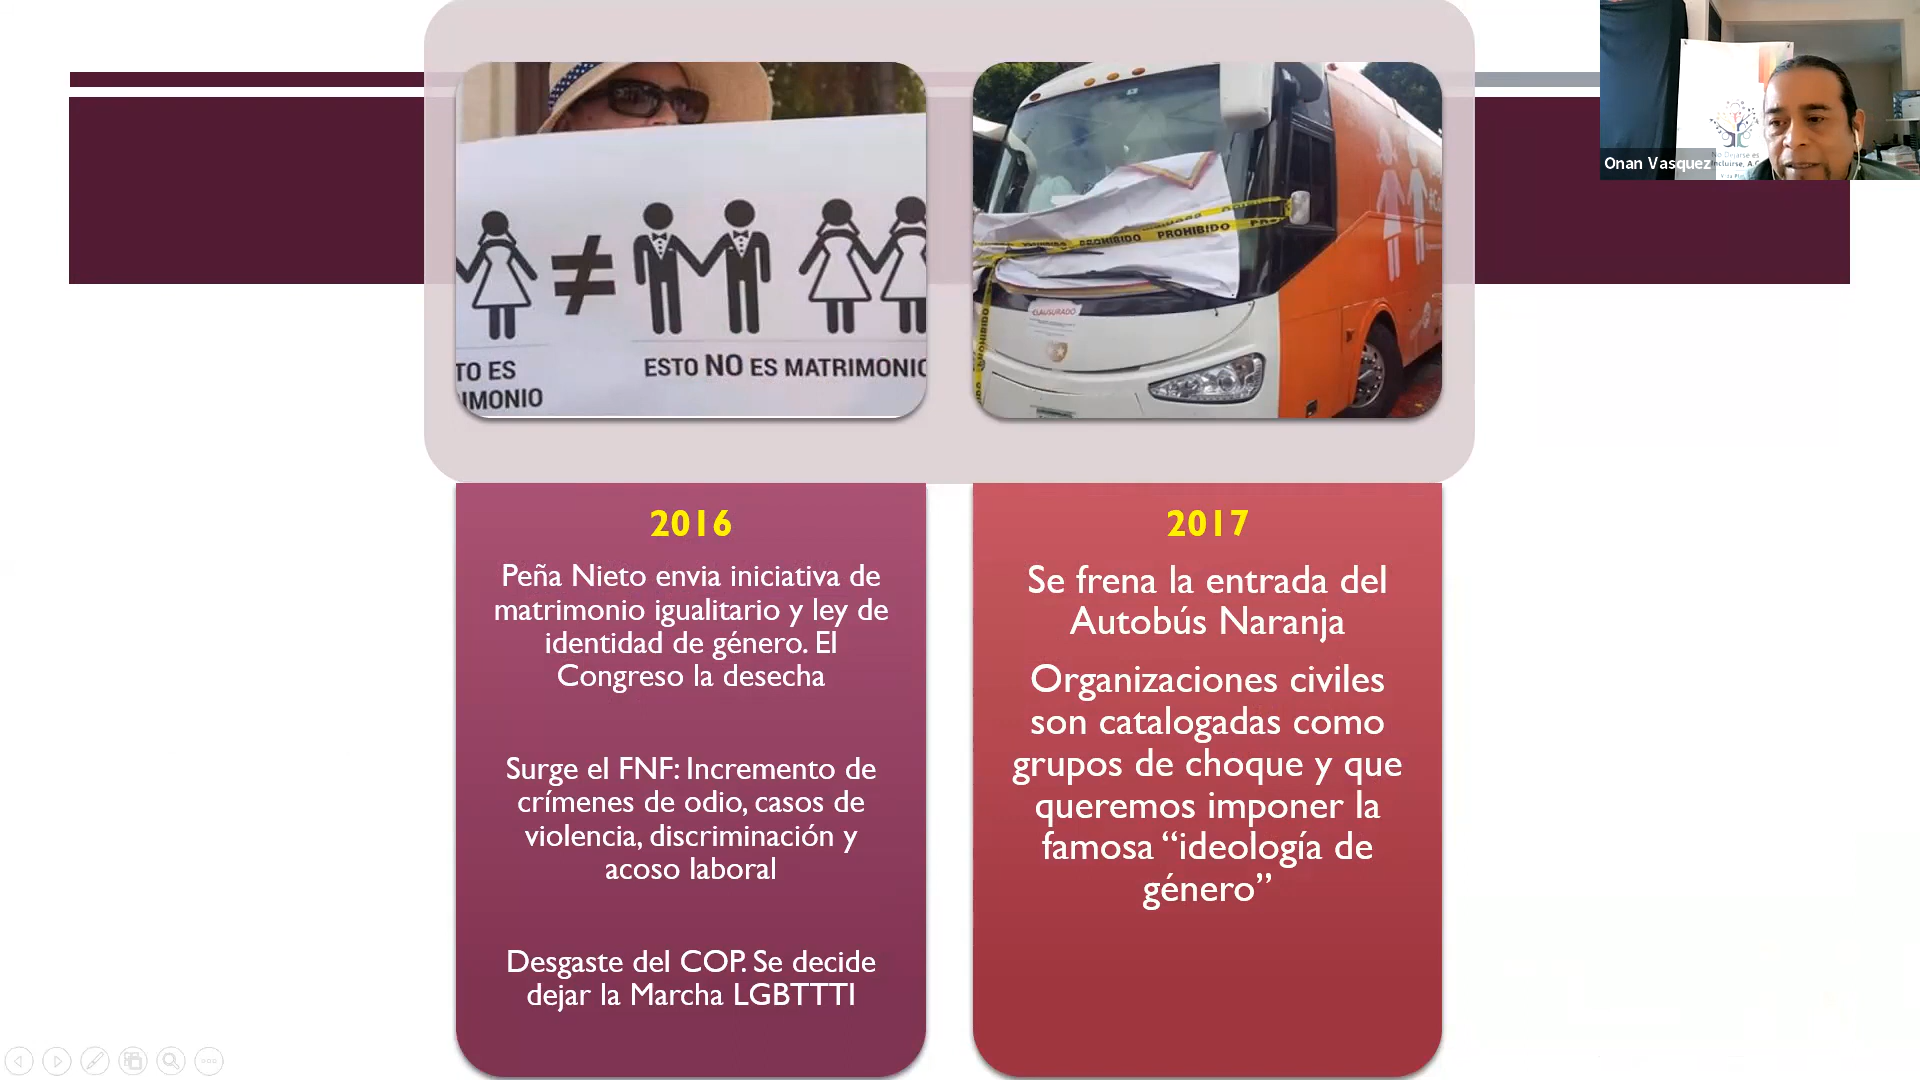 TO ES
IMONIO
≠
ESTO NO ES MATRIMONIO
PROHIBIDO PROHIBIDO
CLAUSURADO
Onan Vasquez
2016
Peña Nieto envia iniciativa de
matrimonio igualitario y ley de
identidad de género. El
Congreso la desecha
Surge el FNF: Incremento de
crímenes de odio, casos de
violencia, discriminación y
acoso laboral
Desgaste del COP. Se decide
dejar la Marcha LGBTTTI
2017
Se frena la entrada del
Autobús Naranja
Organizaciones civiles
son catalogadas como
grupos de choque y que
queremos imponer la
famosa “ideología de
género”